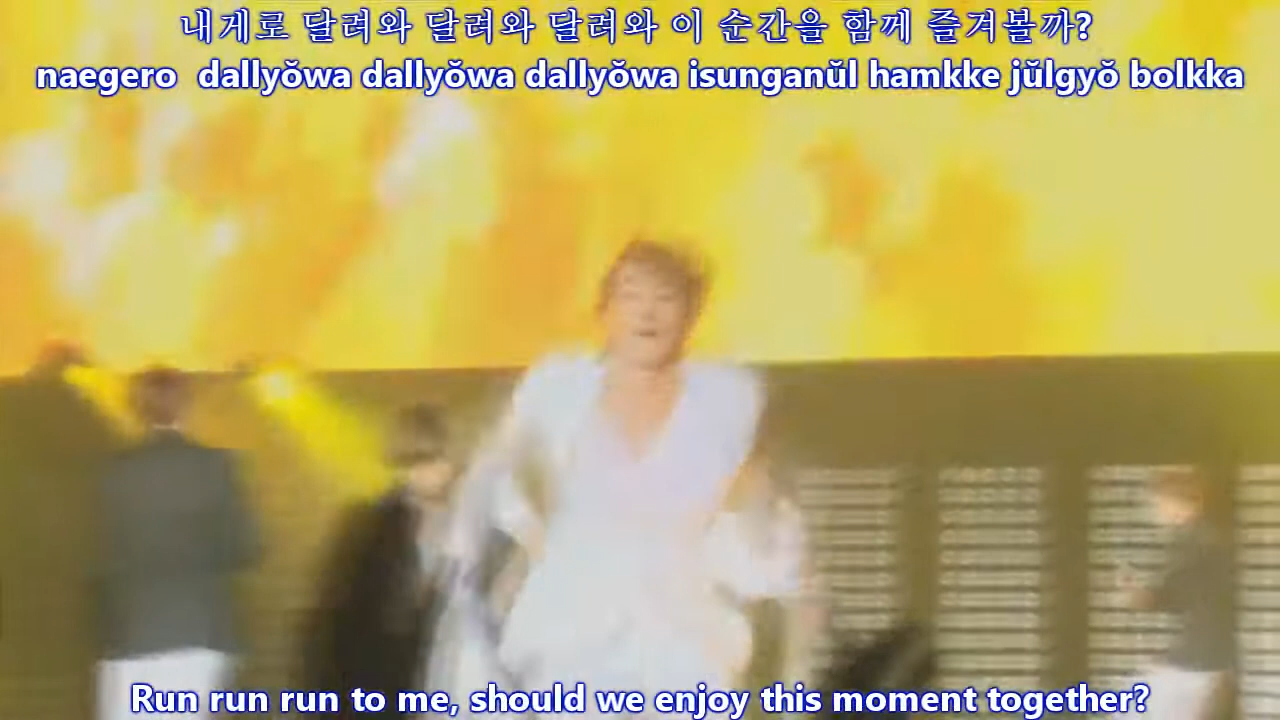 내게로 달려와 달려와 달려와 이 순간을 함께 즐겨볼까?
naegero dallyŏwa dallyŏwa dallyŏwa isunganŭl hamkke jŭlgyŏ bolkka
Run run run to me, should we enjoy this moment together?